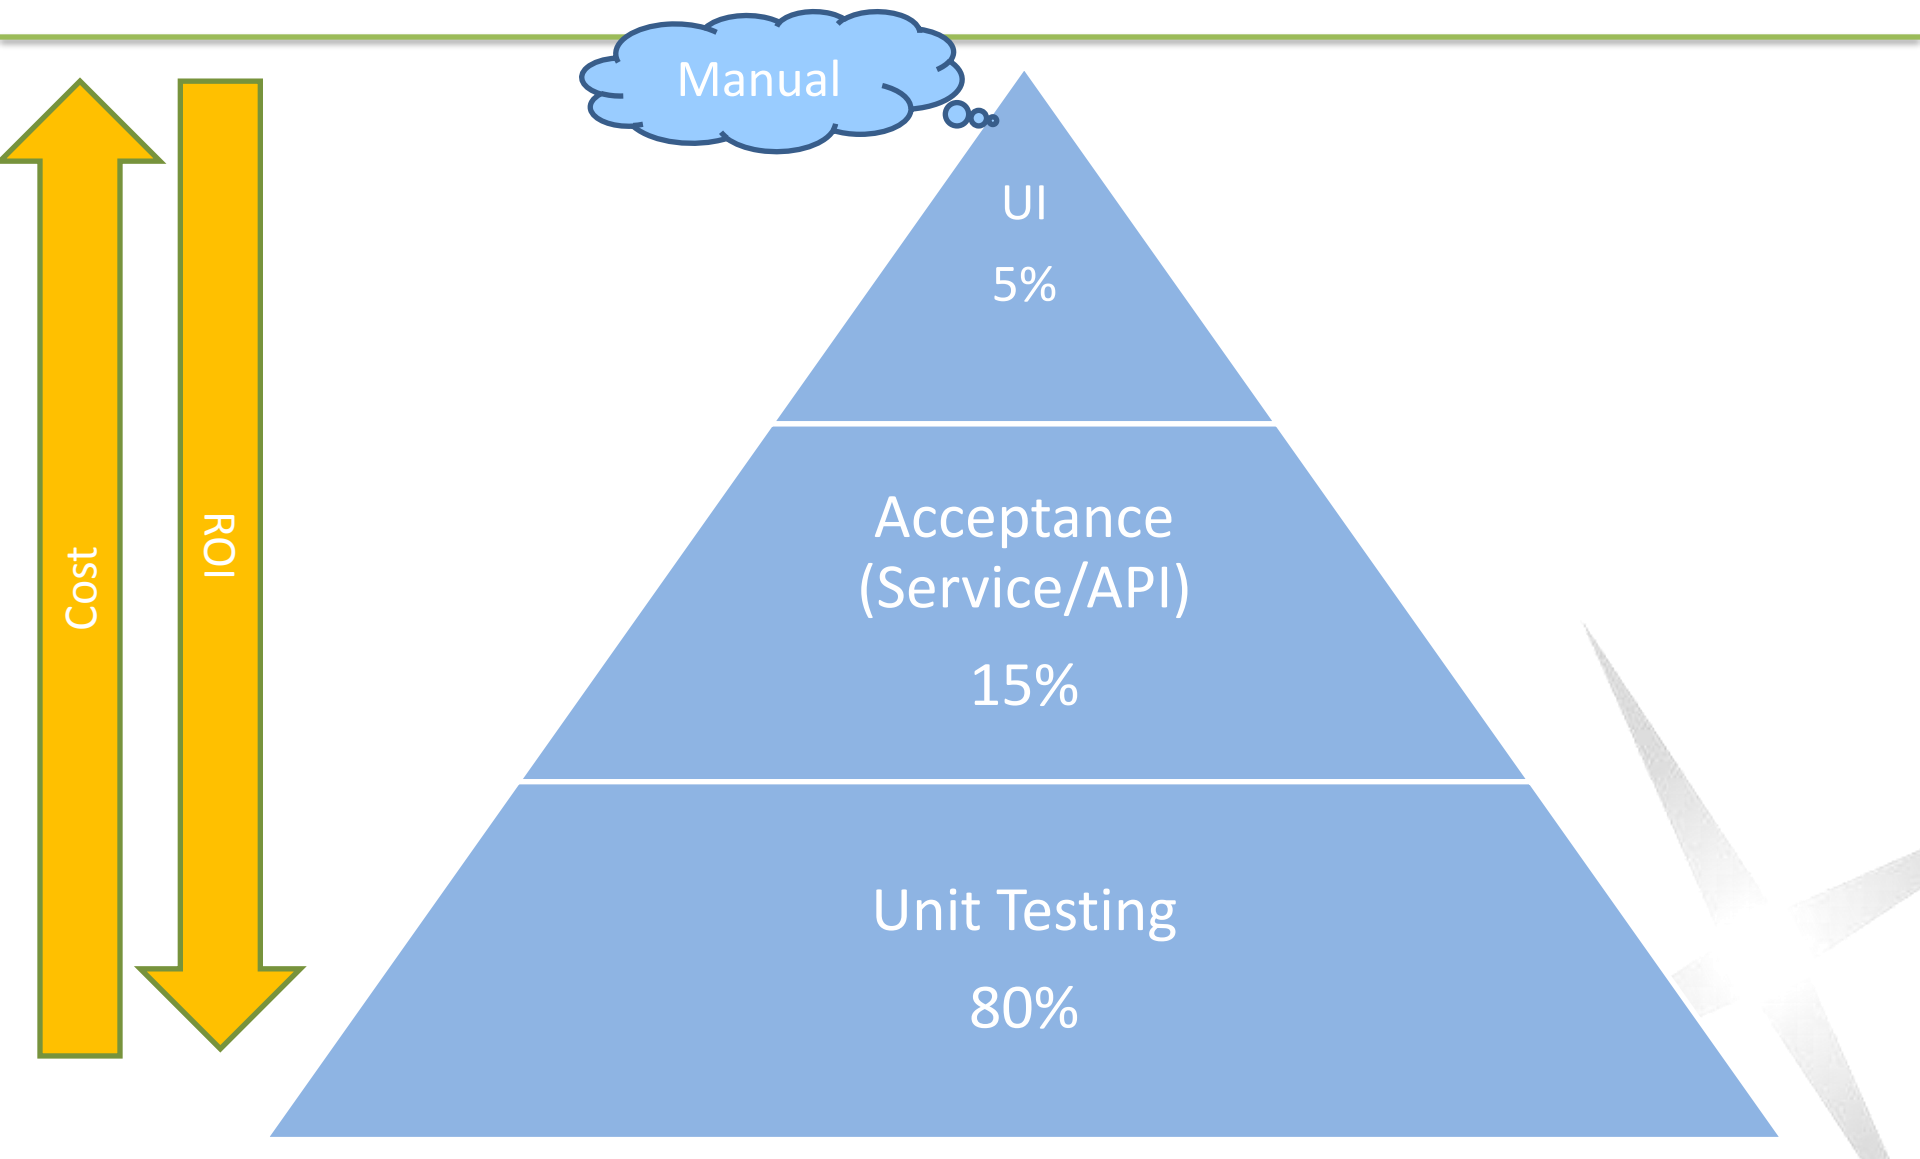 Manual
UI
5%
Acceptance
(Service/API)
15%
Unit Testing
80%
Cost
ROI